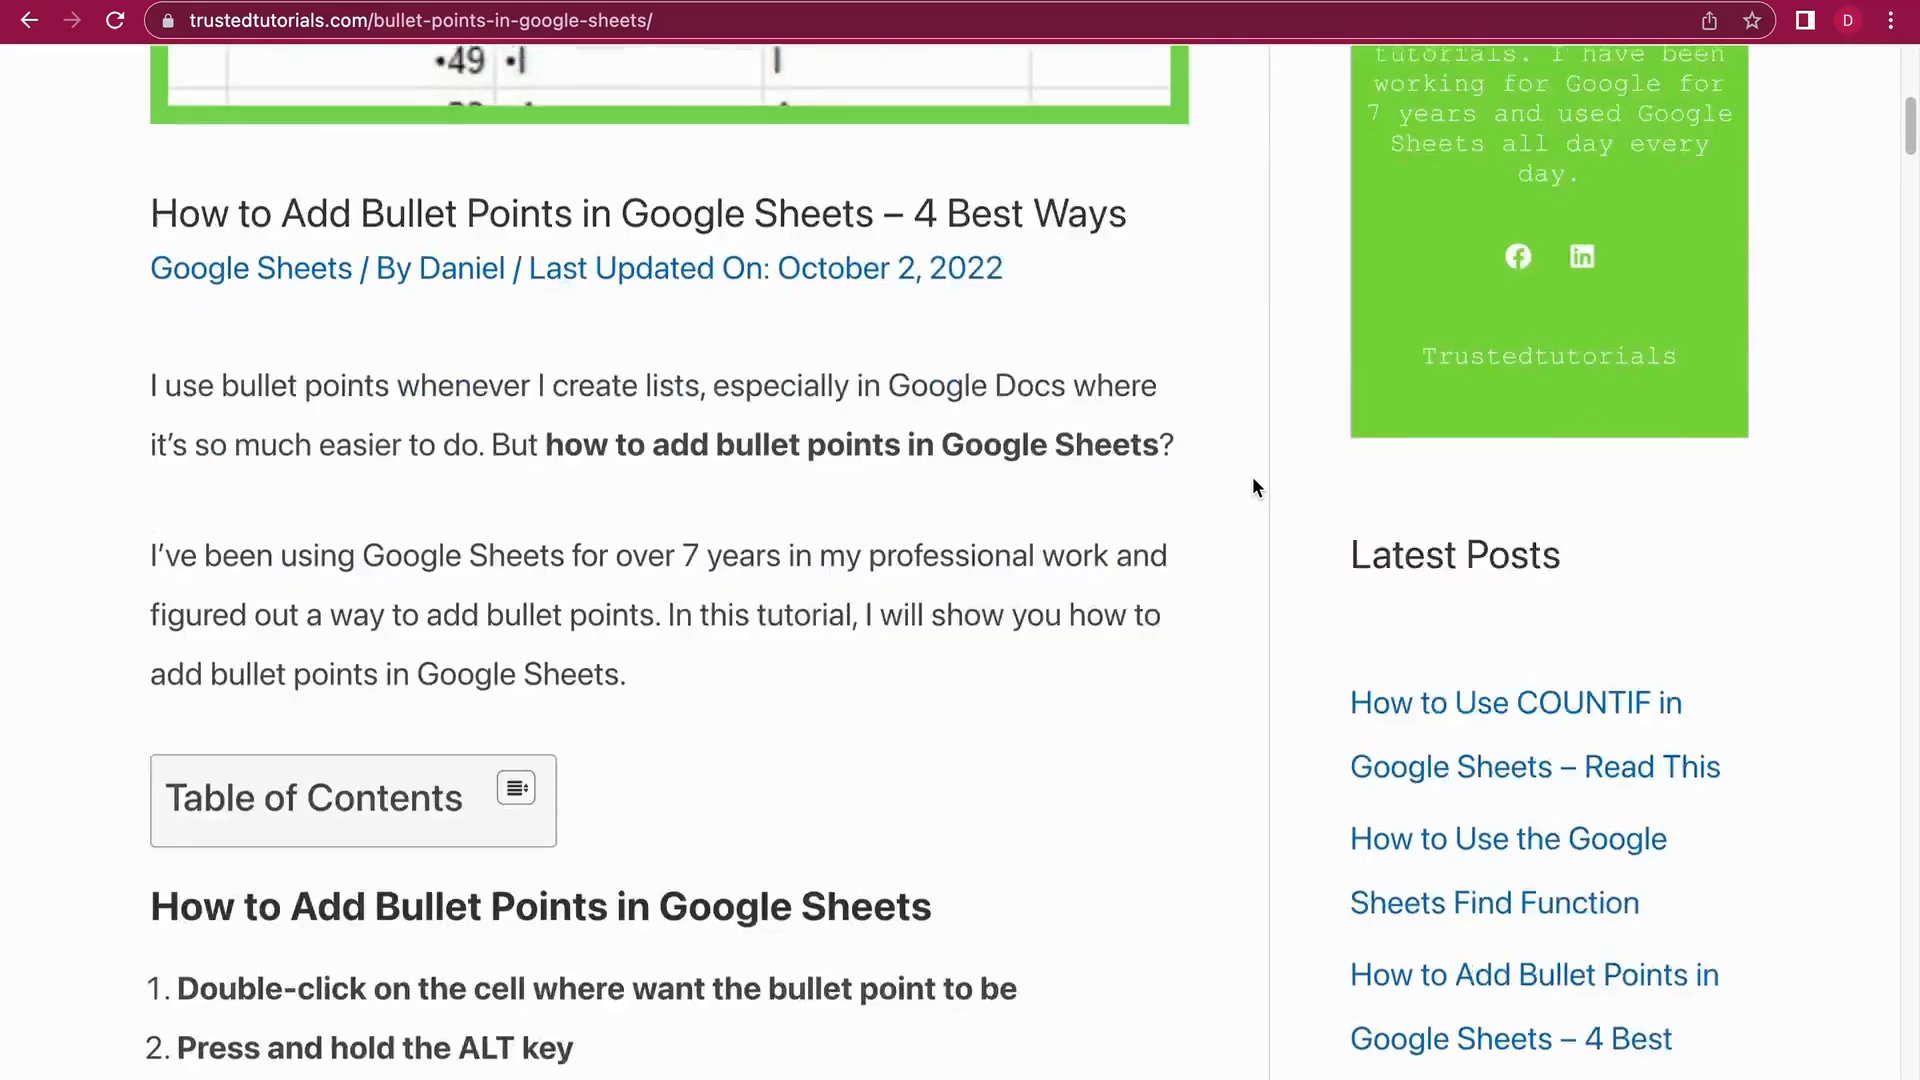 trustedtutorials.com/bullet-points-in-google-sheets/
D
•49 •I I
How to Add Bullet Points in Google Sheets – 4 Best Ways
Google Sheets / By Daniel / Last Updated On: October 2, 2022
I use bullet points whenever I create lists, especially in Google Docs where
it’s so much easier to do. But how to add bullet points in Google Sheets?
I’ve been using Google Sheets for over 7 years in my professional work and
figured out a way to add bullet points. In this tutorial, I will show you how to
add bullet points in Google Sheets.
Table of Contents
How to Add Bullet Points in Google Sheets
1. Double-click on the cell where want the bullet point to be
2. Press and hold the ALT key
tutorials. I have been
working for Google for
7 years and used Google
Sheets all day every
day.
Trustedtutorials
Latest Posts
How to Use COUNTIF in
Google Sheets – Read This
How to Use the Google
Sheets Find Function
How to Add Bullet Points in
Google Sheets – 4 Best